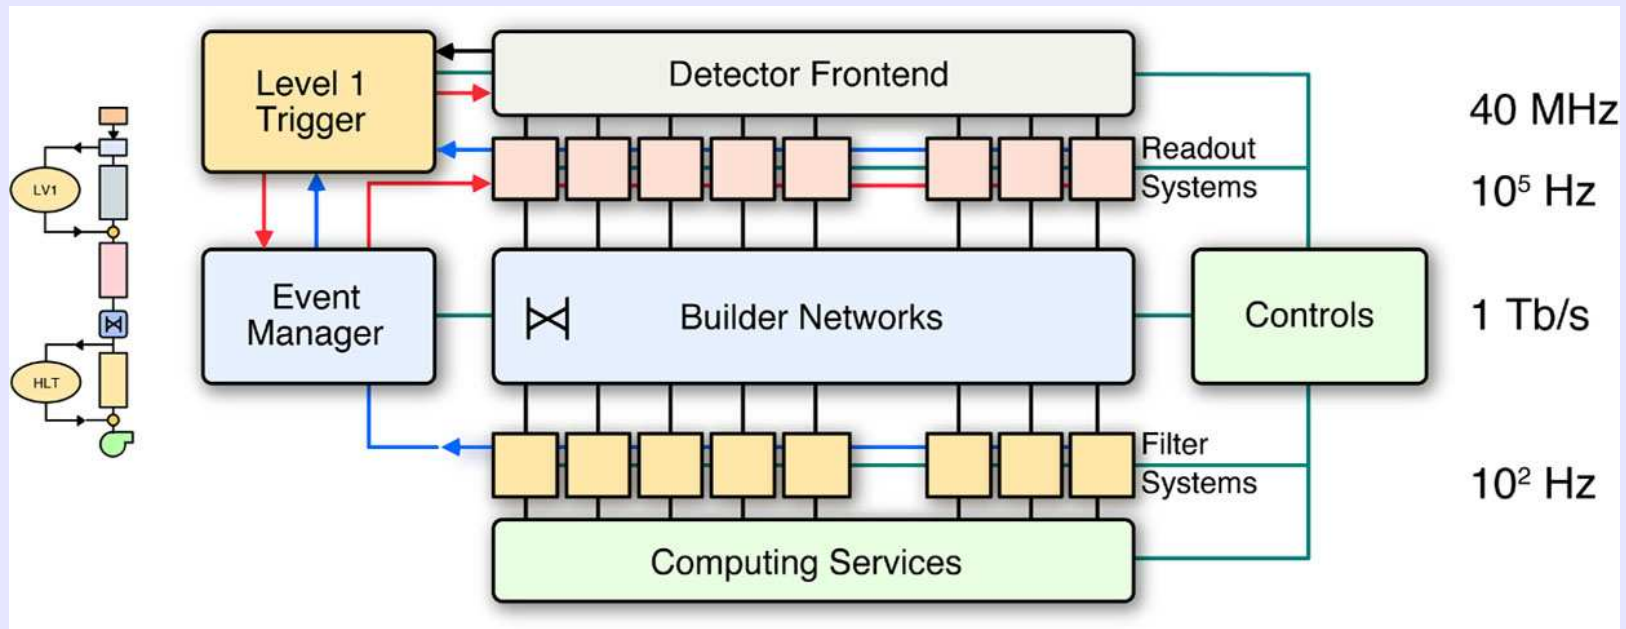 Level 1
Trigger
Detector Frontend
40 MHz
Readout
Systems
10⁵ Hz
LV1
Event
Manager
Builder Networks
Controls
1 Tb/s
HLT
Filter
Systems
10² Hz
Computing Services